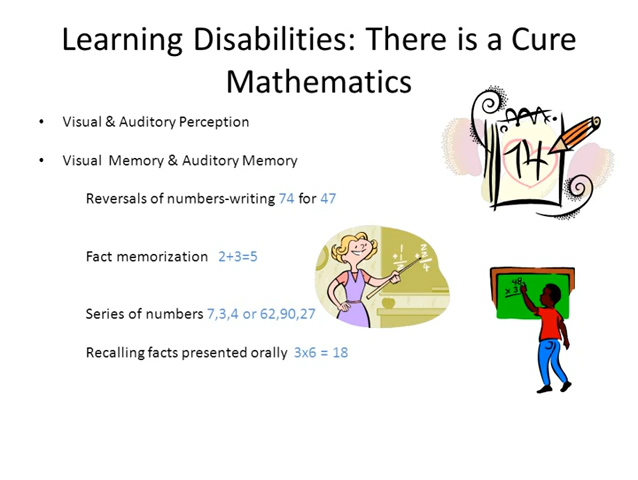 Learning Disabilities: There is a Cure
Mathematics
• Visual & Auditory Perception
• Visual Memory & Auditory Memory
Reversals of numbers-writing 74 for 47
Fact memorization 2+3=5
Series of numbers 7,3,4 or 62,90,27
Recalling facts presented orally 3x6 = 18
14